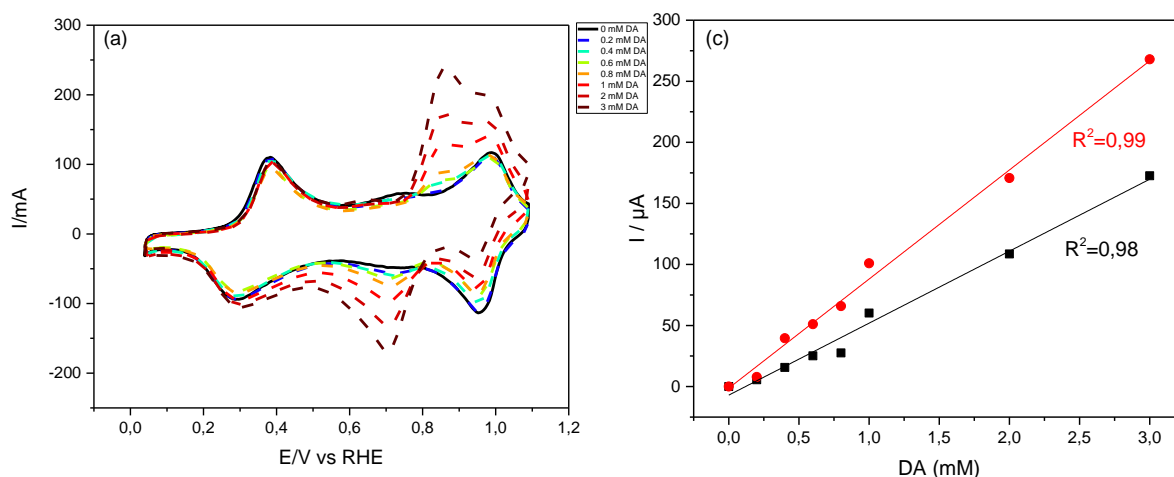 (a)
300
200
100
0
-100
-200
I/mA
0,0 0,2 0,4 0,6 0,8 1,0 1,2
E/V vs RHE
0 mM DA
0.2 mM DA
0.4 mM DA
0.6 mM DA
0.8 mM DA
1 mM DA
2 mM DA
3 mM DA
(c)
300
250
200
150
100
50
0
I / µA
R²=0,99
R²=0,98
0,0 0,5 1,0 1,5 2,0 2,5 3,0
DA (mM)